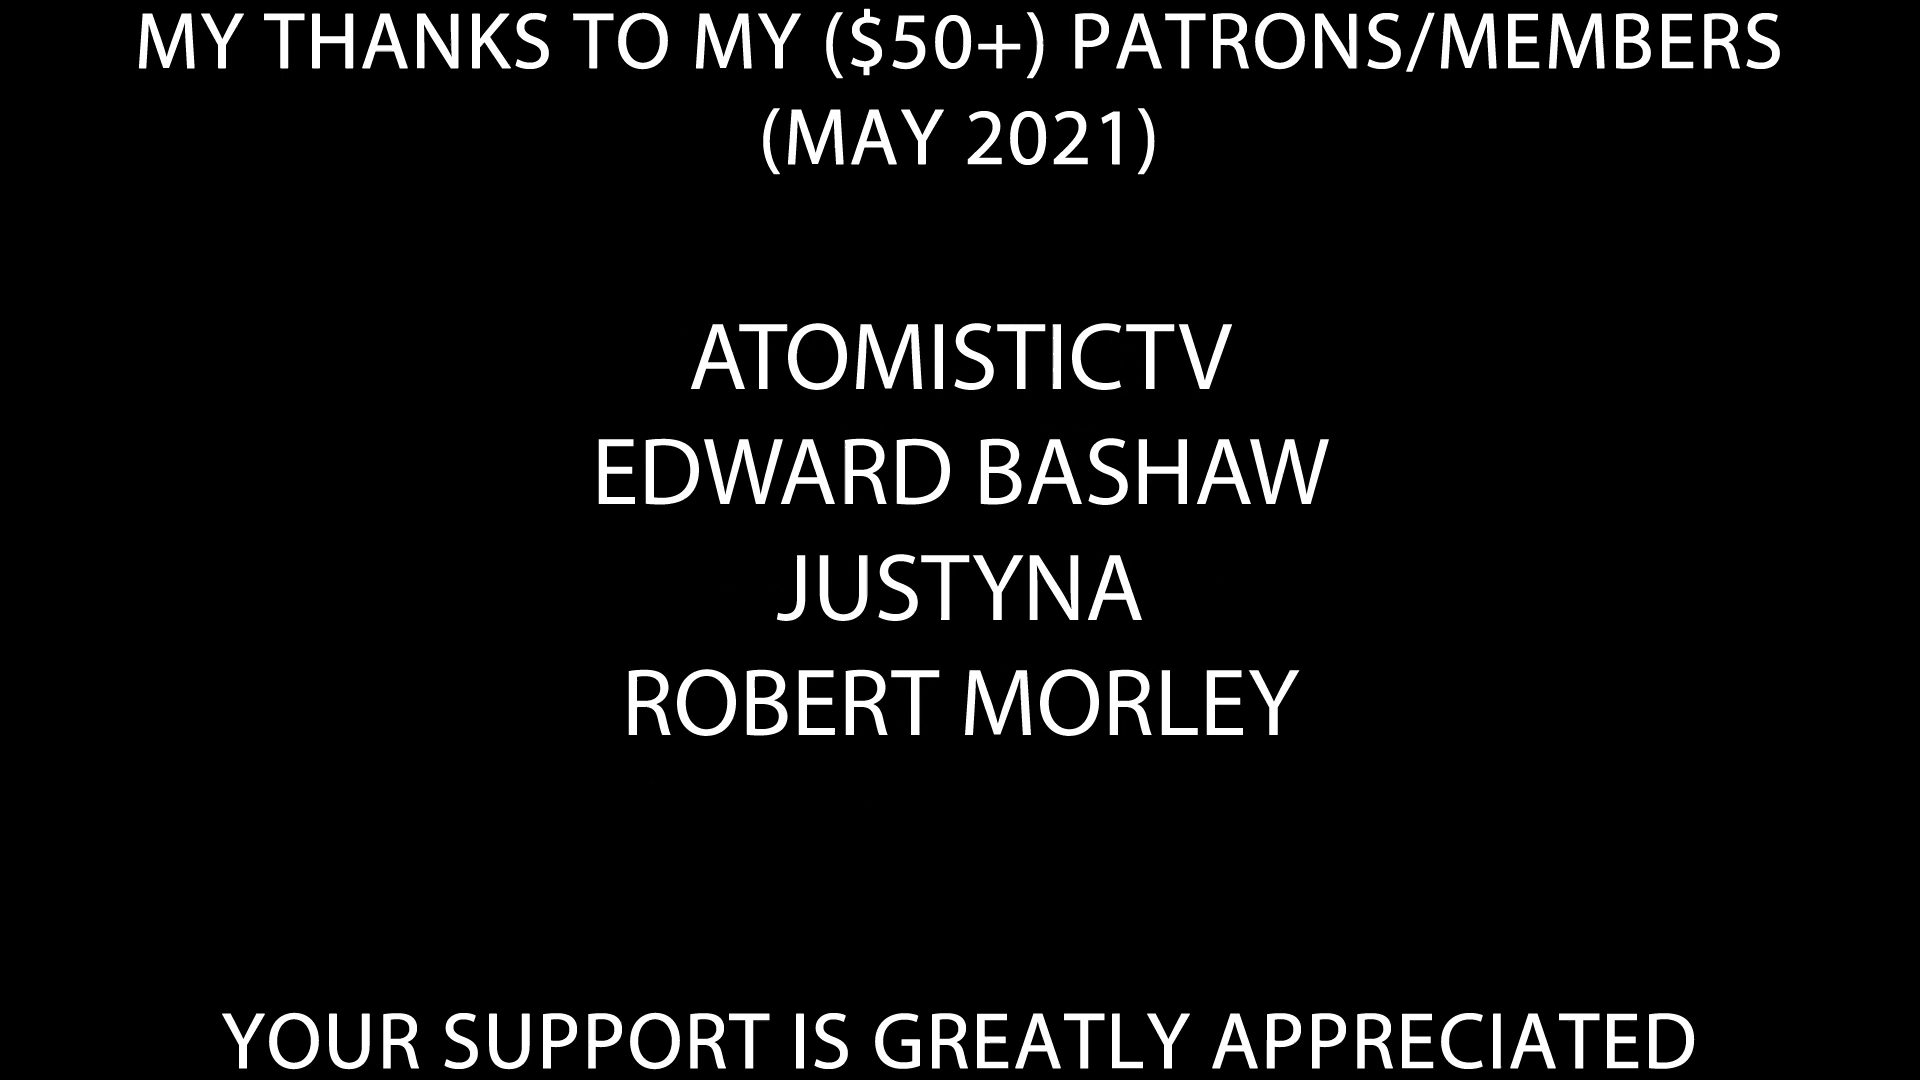 MY THANKS TO MY ($50+) PATRONS/MEMBERS
(MAY 2021)
ATOMISTICTV
EDWARD BASHAW
JUSTYNA
ROBERT MORLEY
YOUR SUPPORT IS GREATLY APPRECIATED